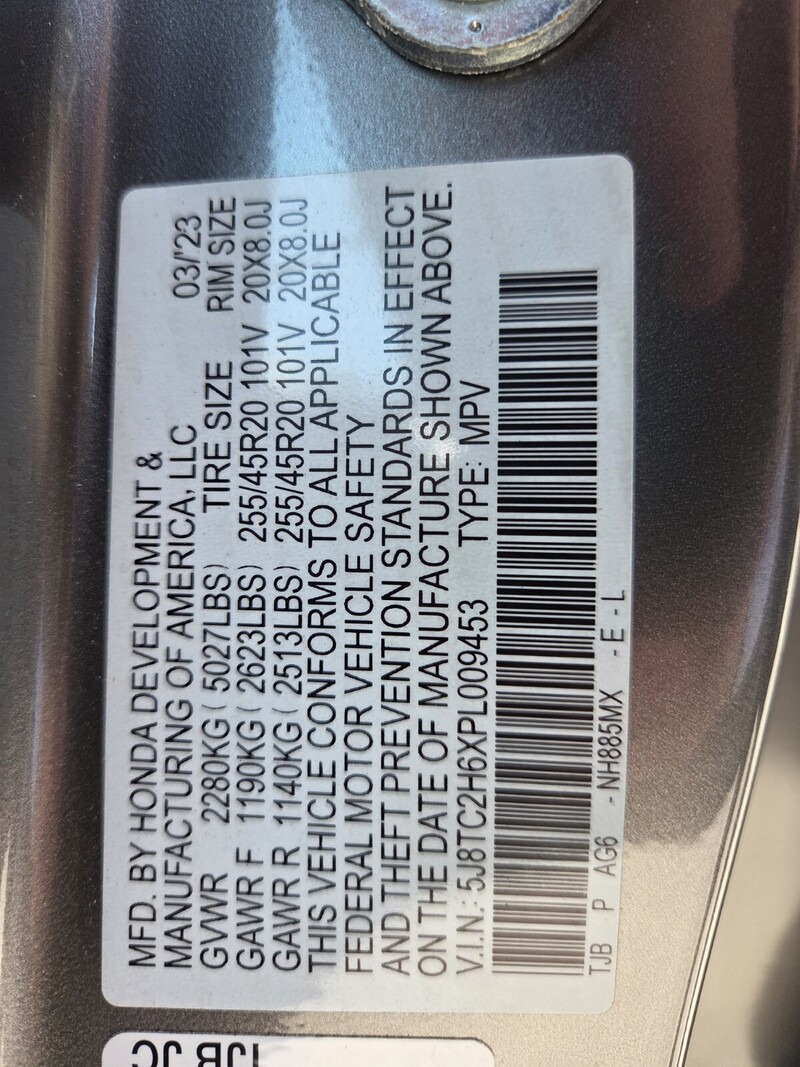 MFD. BY HONDA DEVELOPMENT &
MANUFACTURING OF AMERICA, LLC 03/'23
GVWR 2280KG ( 5027LBS) TIRE SIZE RIM SIZE
GAWR F 1190KG ( 2623LBS) 255/45R20 101V 20X8.0J
GAWR R 1140KG ( 2513LBS) 255/45R20 101V 20X8.0J
THIS VEHICLE CONFORMS TO ALL APPLICABLE
FEDERAL MOTOR VEHICLE SAFETY
AND THEFT PREVENTION STANDARDS IN EFFECT
ON THE DATE OF MANUFACTURE SHOWN ABOVE.
V.I.N.: 5J8TC2H6XPL009453 TYPE: MPV
TJB P AG6 - NH885MX - E - L